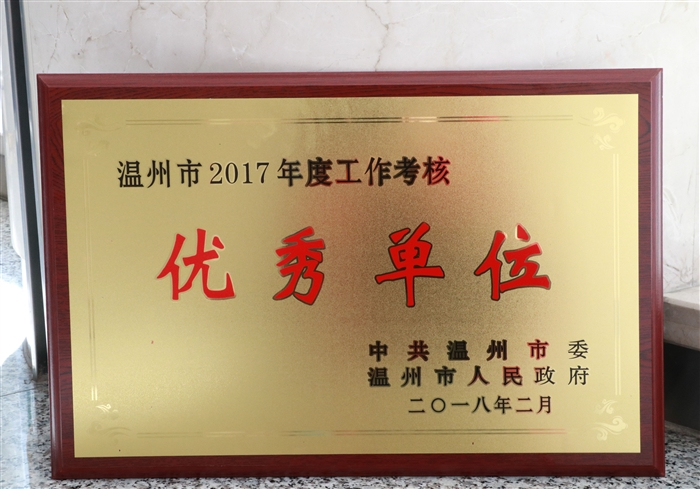 温州市2017年度工作考核
优秀单位
中共温州市委
温州市人民政府
二〇一八年二月